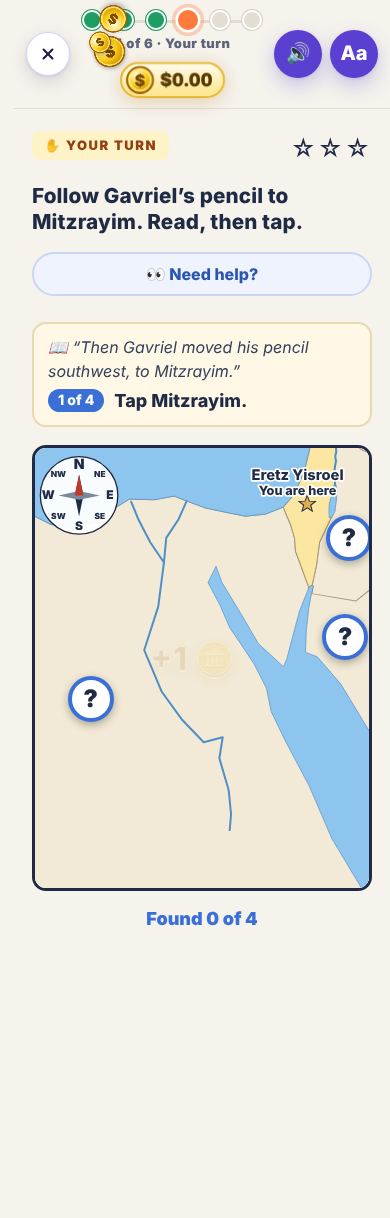 of 6 · Your turn
$0.00
Aa
YOUR TURN
Follow Gavriel’s pencil to
Mitzrayim. Read, then tap.
Need help?
“Then Gavriel moved his pencil
southwest, to Mitzrayim.”
1 of 4 Tap Mitzrayim.
N
NW NE
W E
SW SE
S
Eretz Yisroel
You are here
?
?
+1
?
Found 0 of 4